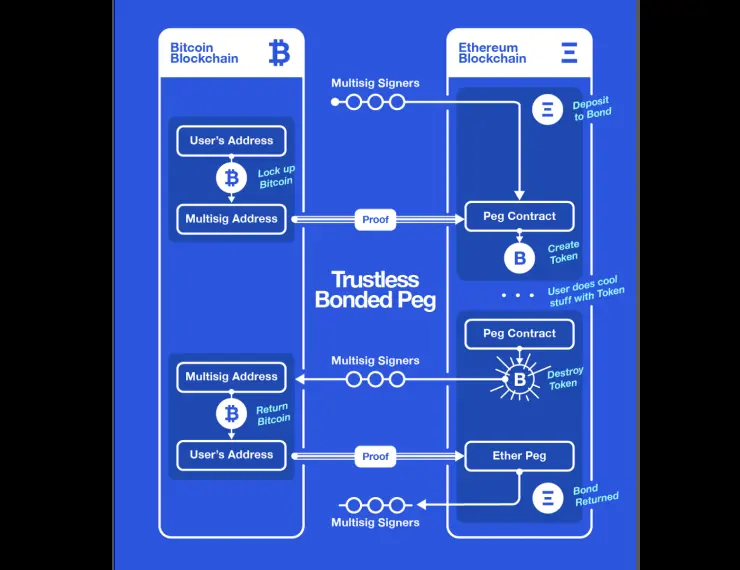 Bitcoin
Blockchain
Ethereum
Blockchain
Ξ
Multisig Signers
Ξ
Deposit
to Bond
User's Address
Lock up
Bitcoin
Multisig Address
Proof
Peg Contract
B
Create
Token
Trustless
Bonded Peg
User does cool
stuff with Token
Peg Contract
Multisig Signers
B
Destroy
Token
Multisig Address
Return
Bitcoin
User's Address
Proof
Ether Peg
Ξ
Bond
Returned
Multisig Signers